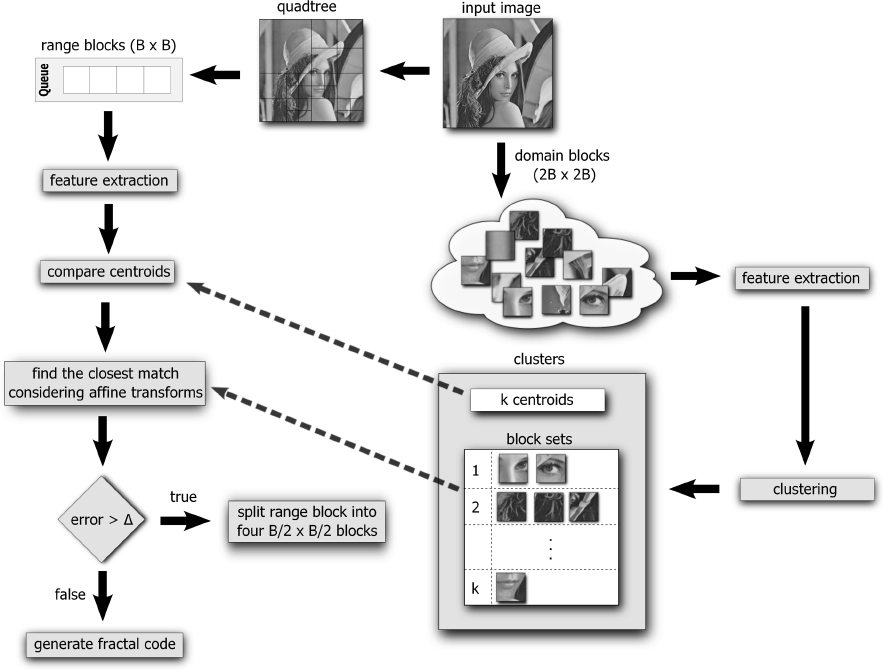 quadtree
input image
range blocks (B x B)
Queue
domain blocks
(2B x 2B)
feature extraction
compare centroids
feature extraction
find the closest match
considering affine transforms
clusters
k centroids
block sets
1
2
k
clustering
error > Δ
true
split range block into
four B/2 x B/2 blocks
false
generate fractal code